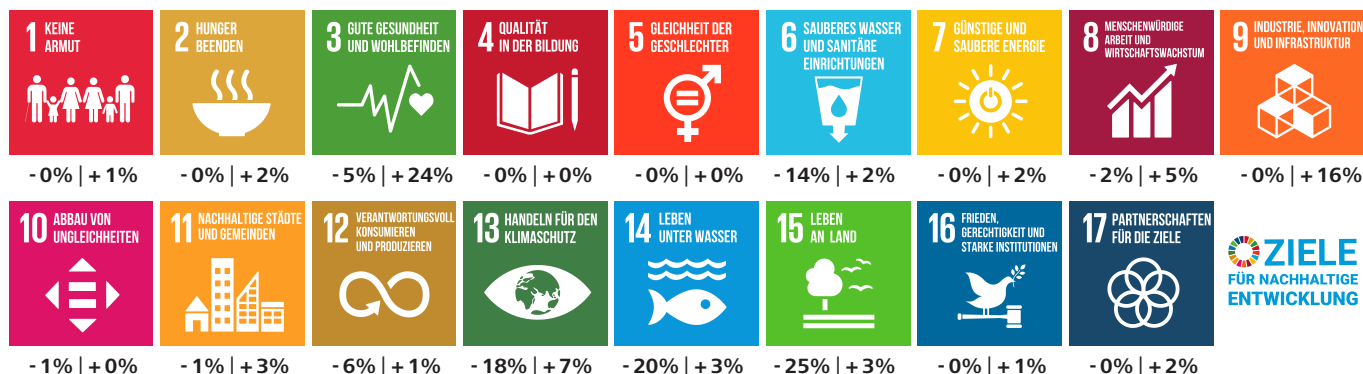 1 KEINE
ARMUT
2 HUNGER
BEENDEN
3 GUTE GESUNDHEIT
UND WOHLBEFINDEN
4 QUALITÄT
IN DER BILDUNG
5 GLEICHHEIT DER
GESCHLECHTER
6 SAUBERES WASSER
UND SANITÄRE
EINRICHTUNGEN
7 GÜNSTIGE UND
SAUBERE ENERGIE
8 MENSCHENWÜRDIGE
ARBEIT UND
WIRTSCHAFTSWACHSTUM
9 INDUSTRIE, INNOVATION
UND INFRASTRUKTUR
-0% | +1%
-0% | +2%
-5% | +24%
-0% | +0%
-0% | +0%
-14% | +2%
-0% | +2%
-2% | +5%
-0% | +16%
10 ABBAU VON
UNGLEICHHEITEN
11 NACHHALTIGE STÄDTE
UND GEMEINDEN
12 VERANTWORTUNGSVOLL
KONSUMIEREN
UND PRODUZIEREN
13 HANDELN FÜR DEN
KLIMASCHUTZ
14 LEBEN
UNTER WASSER
15 LEBEN
AN LAND
16 FRIEDEN,
GERECHTIGKEIT UND
STARKE INSTITUTIONEN
17 PARTNERSCHAFTEN
FÜR DIE ZIELE
ZIELE
FÜR NACHHALTIGE
ENTWICKLUNG
-1% | +0%
-1% | +3%
-6% | +1%
-18% | +7%
-20% | +3%
-25% | +3%
-0% | +1%
-0% | +2%